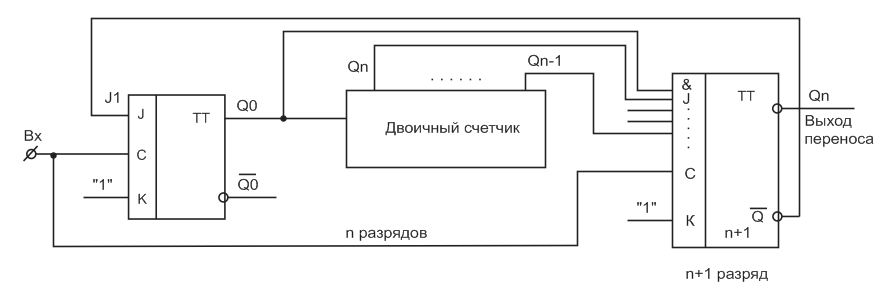 Qn
. . . . . .
Qn-1
J1
J
TT
Q0
&
J
TT
Qn
Двоичный счетчик
Выход
переноса
Вх
C
C
"1"
K
Q0
"1"
К
Q
n+1
n разрядов
n+1 разряд